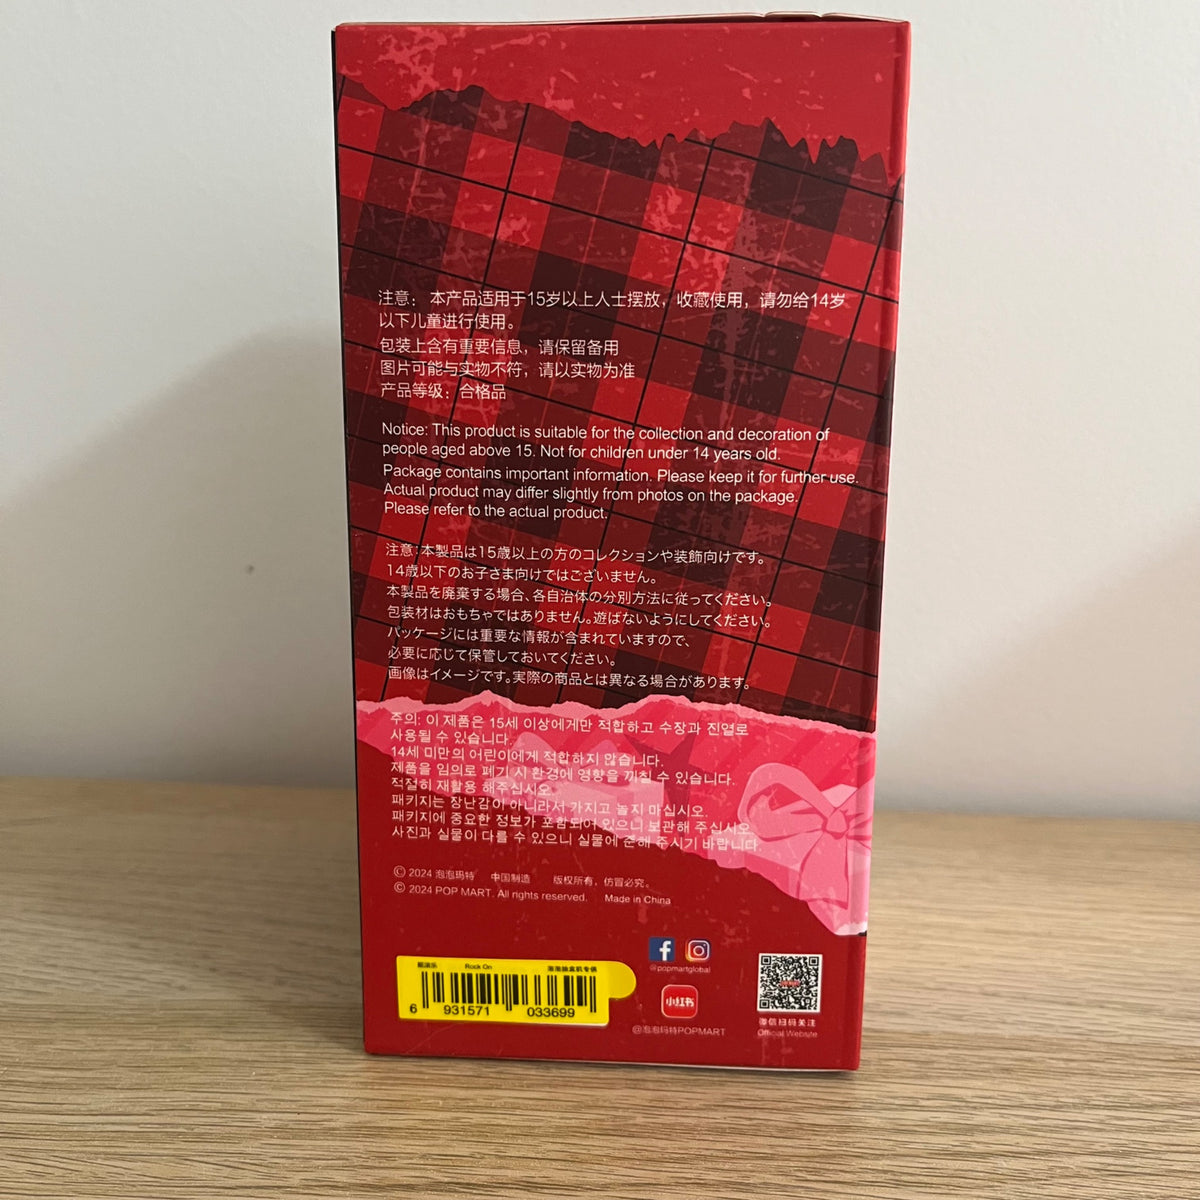 注意： 本产品适用于15岁以上人士摆放，收藏使用，请勿给14岁
以下儿童进行使用。
包装上含有重要信息，请保留备用
图片可能与实物不符，请以实物为准
产品等级：合格品
Notice: This product is suitable for the collection and decoration of
people aged above 15. Not for children under 14 years old.
Package contains important information. Please keep it for further use.
Actual product may differ slightly from photos on the package.
Please refer to the actual product.
注意:本製品は15歳以上の方のコレクションや装飾向けです。
14歳以下のお子さま向けではございません。
本製品を廃棄する場合、各自治体の分別方法に従ってください。
包装材はおもちゃではありません。遊ばないようにしてください。
パッケージには重要な情報が含まれていますので、
必要に応じて保管しておいてください。
画像はイメージです。実際の商品とは異なる場合があります。
주의: 이 제품은 15세 이상에게만 적합하고 수장과 진열로
사용될 수 있습니다.
14세 미만의 어린이에게 적합하지 않습니다.
제품을 임의로 폐기 시 환경에 영향을 끼칠 수 있습니다.
적절히 재활용 해주십시오.
패키지는 장난감이 아니라서 가지고 놀지 마십시오.
패키지에 중요한 정보가 포함되어 있으니 보관해 주십시오.
사진과 실물이 다를 수 있으니 실물에 준해 주시기 바랍니다.
© 2024 泡泡玛特 中国制造 版权所有，仿冒必究。
© 2024 POP MART. All rights reserved. Made in China
Rock On
6 931571 033699
@popmartglobal
小红书
@泡泡玛特POPMART
微信扫码关注
Official Website